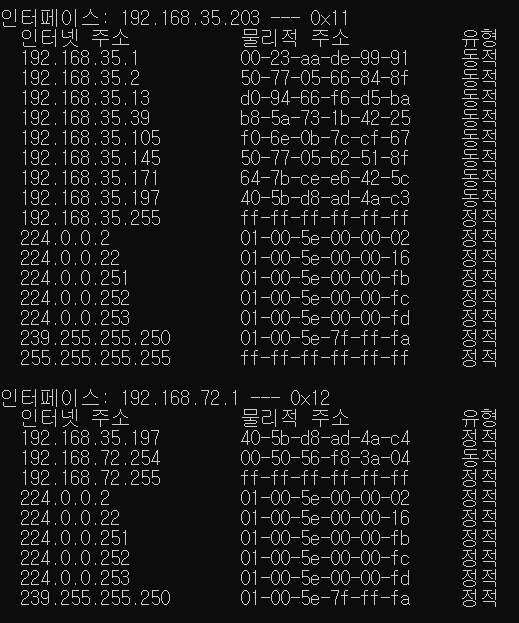 인터페이스: 192.168.35.203 --- 0x11
인터넷 주소 물리적 주소 유형
192.168.35.1 00-23-aa-de-99-91 동적
192.168.35.2 50-77-05-66-84-8f 동적
192.168.35.13 d0-94-66-f6-d5-ba 동적
192.168.35.39 b8-5a-73-1b-42-25 동적
192.168.35.105 f0-6e-0b-7c-cf-67 동적
192.168.35.145 50-77-05-62-51-8f 동적
192.168.35.171 64-7b-ce-e6-42-5c 동적
192.168.35.197 40-5b-d8-ad-4a-c3 동적
192.168.35.255 ff-ff-ff-ff-ff-ff 정적
224.0.0.2 01-00-5e-00-00-02 정적
224.0.0.22 01-00-5e-00-00-16 정적
224.0.0.251 01-00-5e-00-00-fb 정적
224.0.0.252 01-00-5e-00-00-fc 정적
224.0.0.253 01-00-5e-00-00-fd 정적
239.255.255.250 01-00-5e-7f-ff-fa 정적
255.255.255.255 ff-ff-ff-ff-ff-ff 정적
인터페이스: 192.168.72.1 --- 0x12
인터넷 주소 물리적 주소 유형
192.168.35.197 40-5b-d8-ad-4a-c4 정적
192.168.72.254 00-50-56-f8-3a-04 동적
192.168.72.255 ff-ff-ff-ff-ff-ff 정적
224.0.0.2 01-00-5e-00-00-02 정적
224.0.0.22 01-00-5e-00-00-16 정적
224.0.0.251 01-00-5e-00-00-fb 정적
224.0.0.252 01-00-5e-00-00-fc 정적
224.0.0.253 01-00-5e-00-00-fd 정적
239.255.255.250 01-00-5e-7f-ff-fa 정적